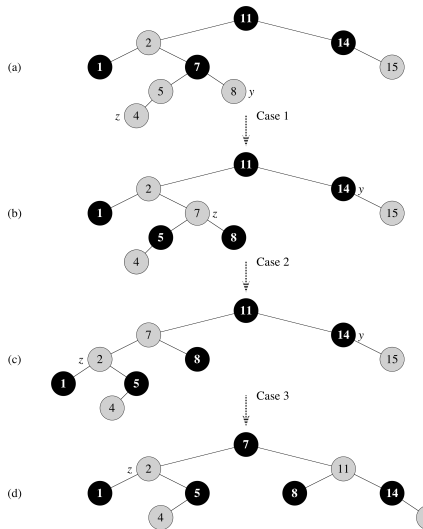 11
2 14
(a) 1 7 15
5 8 y
z 4
Case 1
11
2 14 y
(b) 1 7 z 15
5 8
4
Case 2
11
7 14 y
(c) z 2 8 15
1 5
4
Case 3
7
z 2 11
(d) 1 5 8 14
4